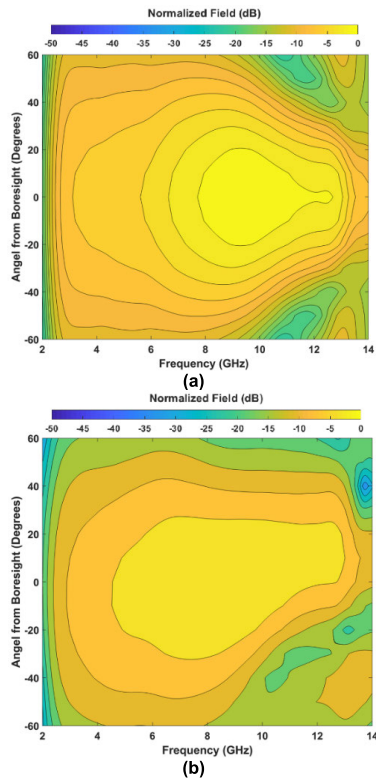 Normalized Field (dB)
-50 -45 -40 -35 -30 -25 -20 -15 -10 -5 0
60
40
20
0
-20
-40
-60
Angel from Boresight (Degrees)
2 4 6 8 10 12 14
Frequency (GHz)
(a)
Normalized Field (dB)
-50 -45 -40 -35 -30 -25 -20 -15 -10 -5 0
60
40
20
0
-20
-40
-60
Angel from Boresight (Degrees)
2 4 6 8 10 12 14
Frequency (GHz)
(b)